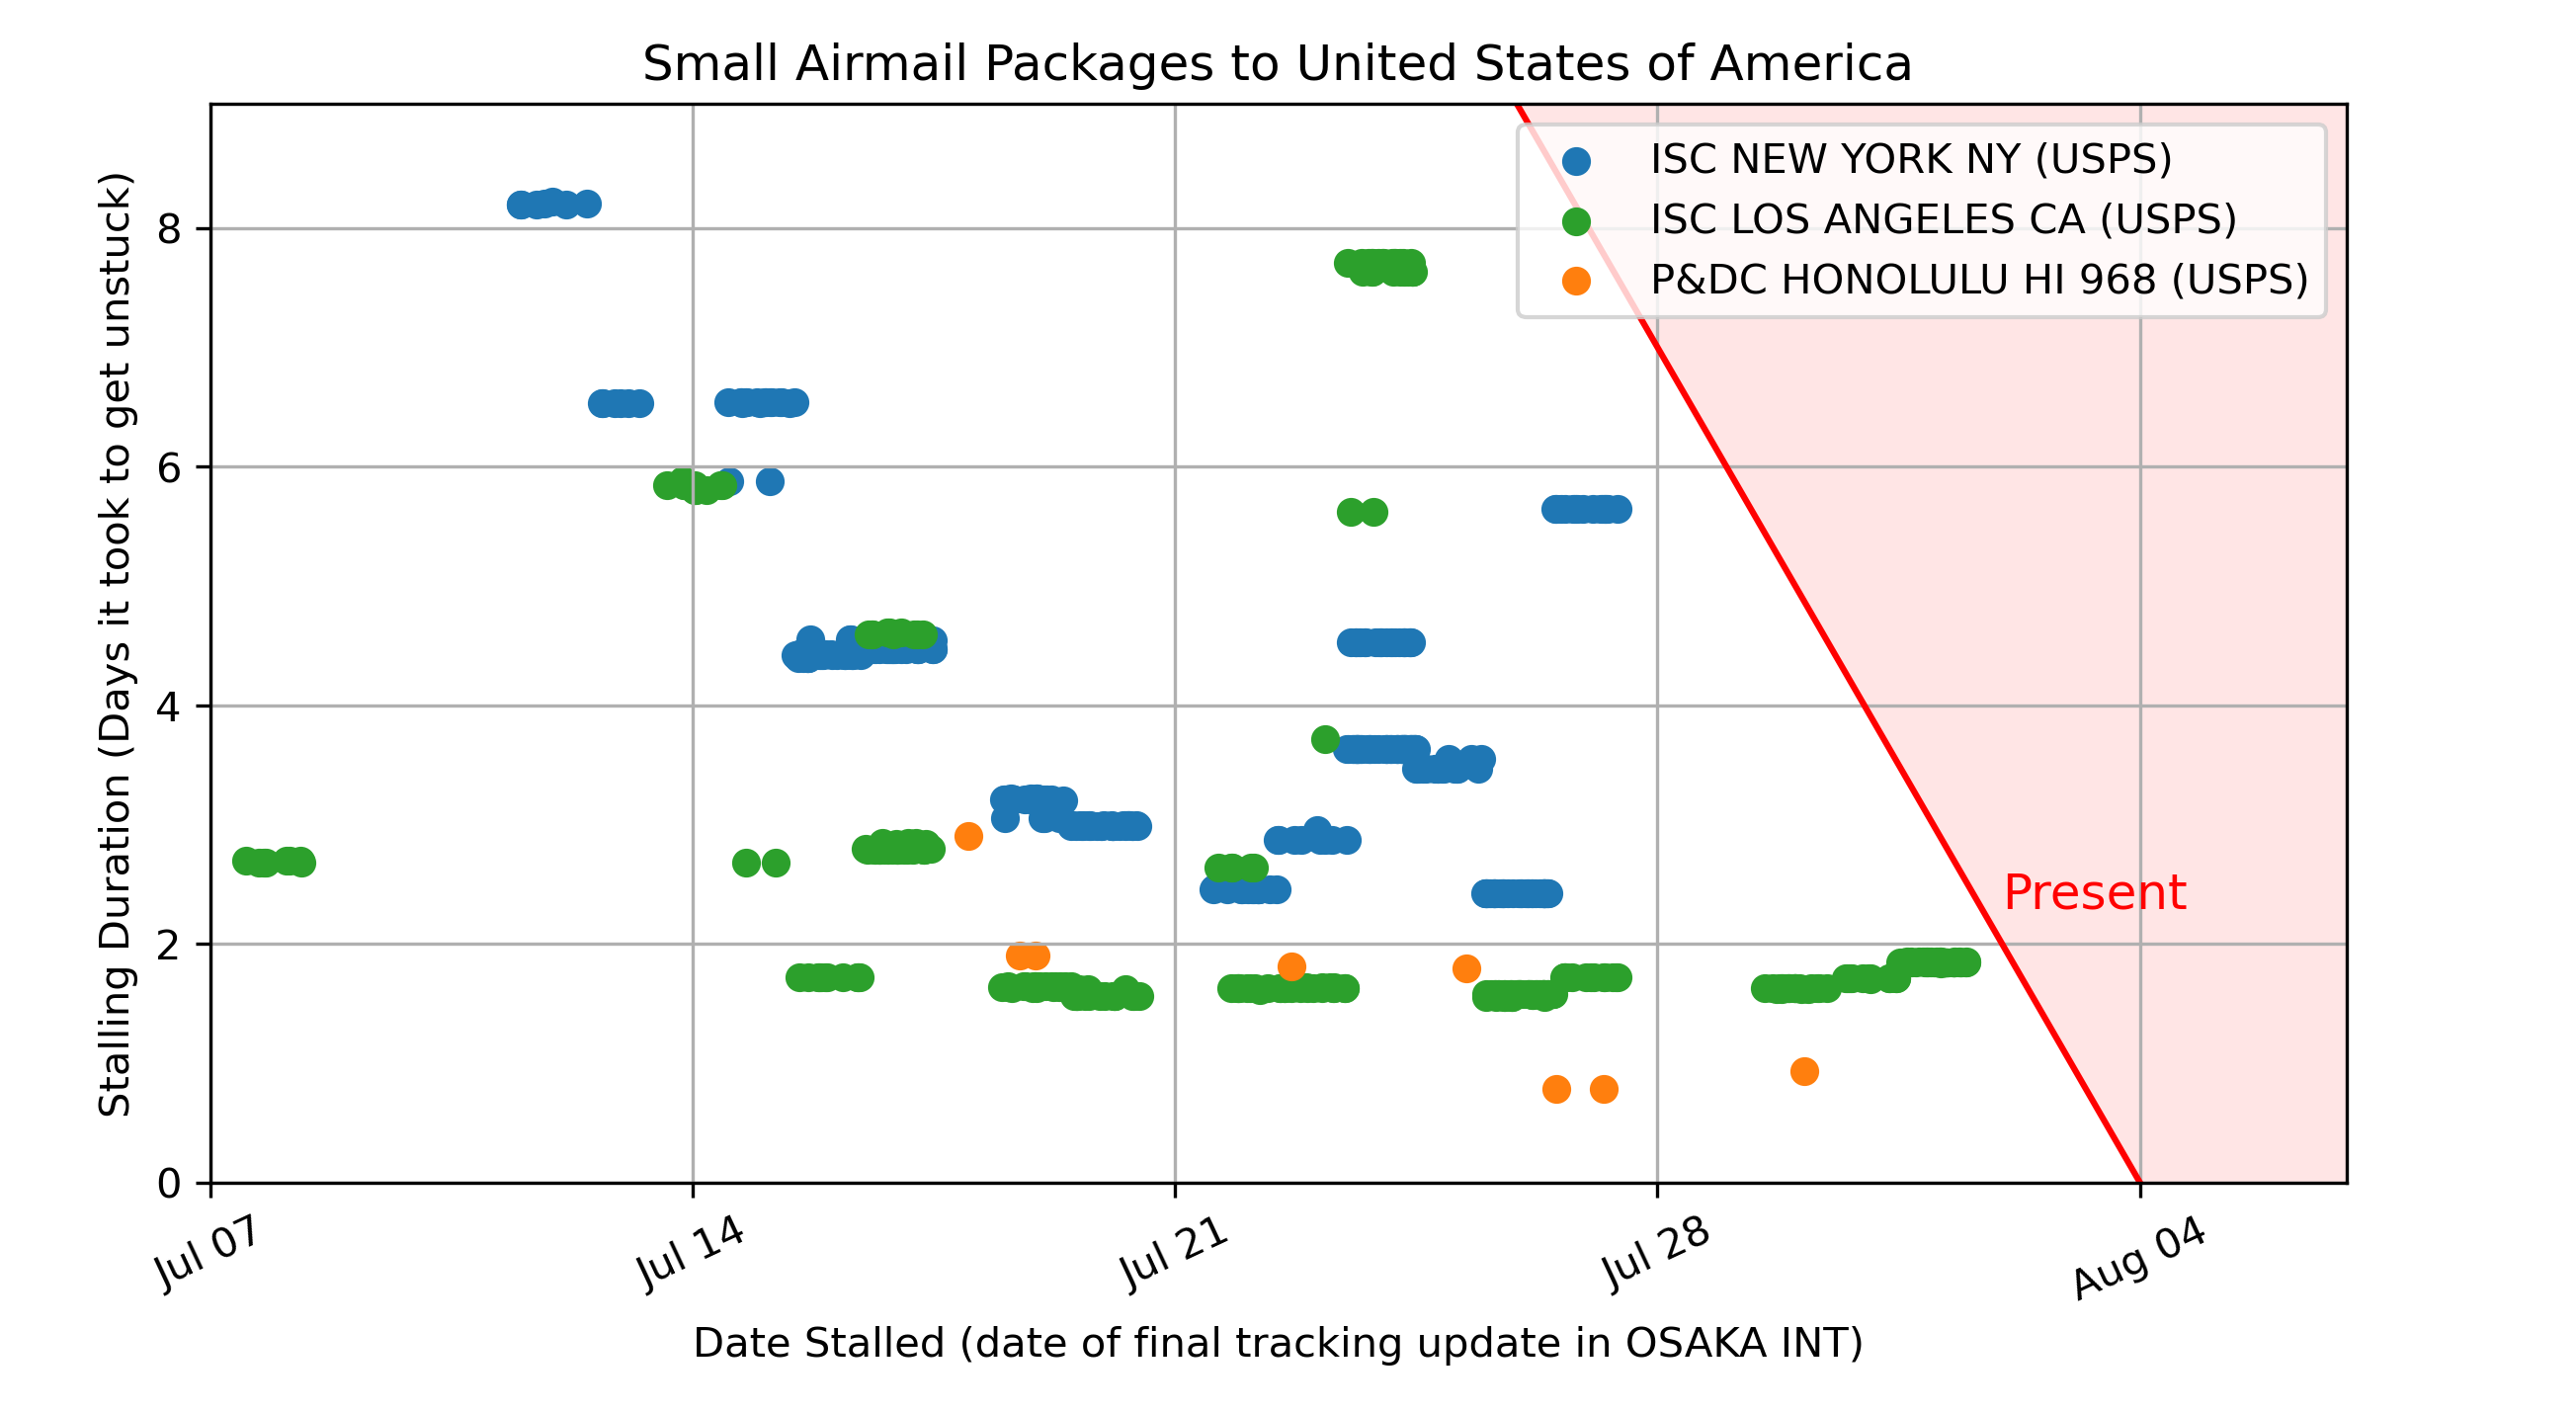 Small Airmail Packages to United States of America
Stalling Duration (Days it took to get unstuck)
8
6
4
2
0
ISC NEW YORK NY (USPS)
ISC LOS ANGELES CA (USPS)
P&DC HONOLULU HI 968 (USPS)
Present
Jul 07
Jul 14
Jul 21
Jul 28
Aug 04
Date Stalled (date of final tracking update in OSAKA INT)